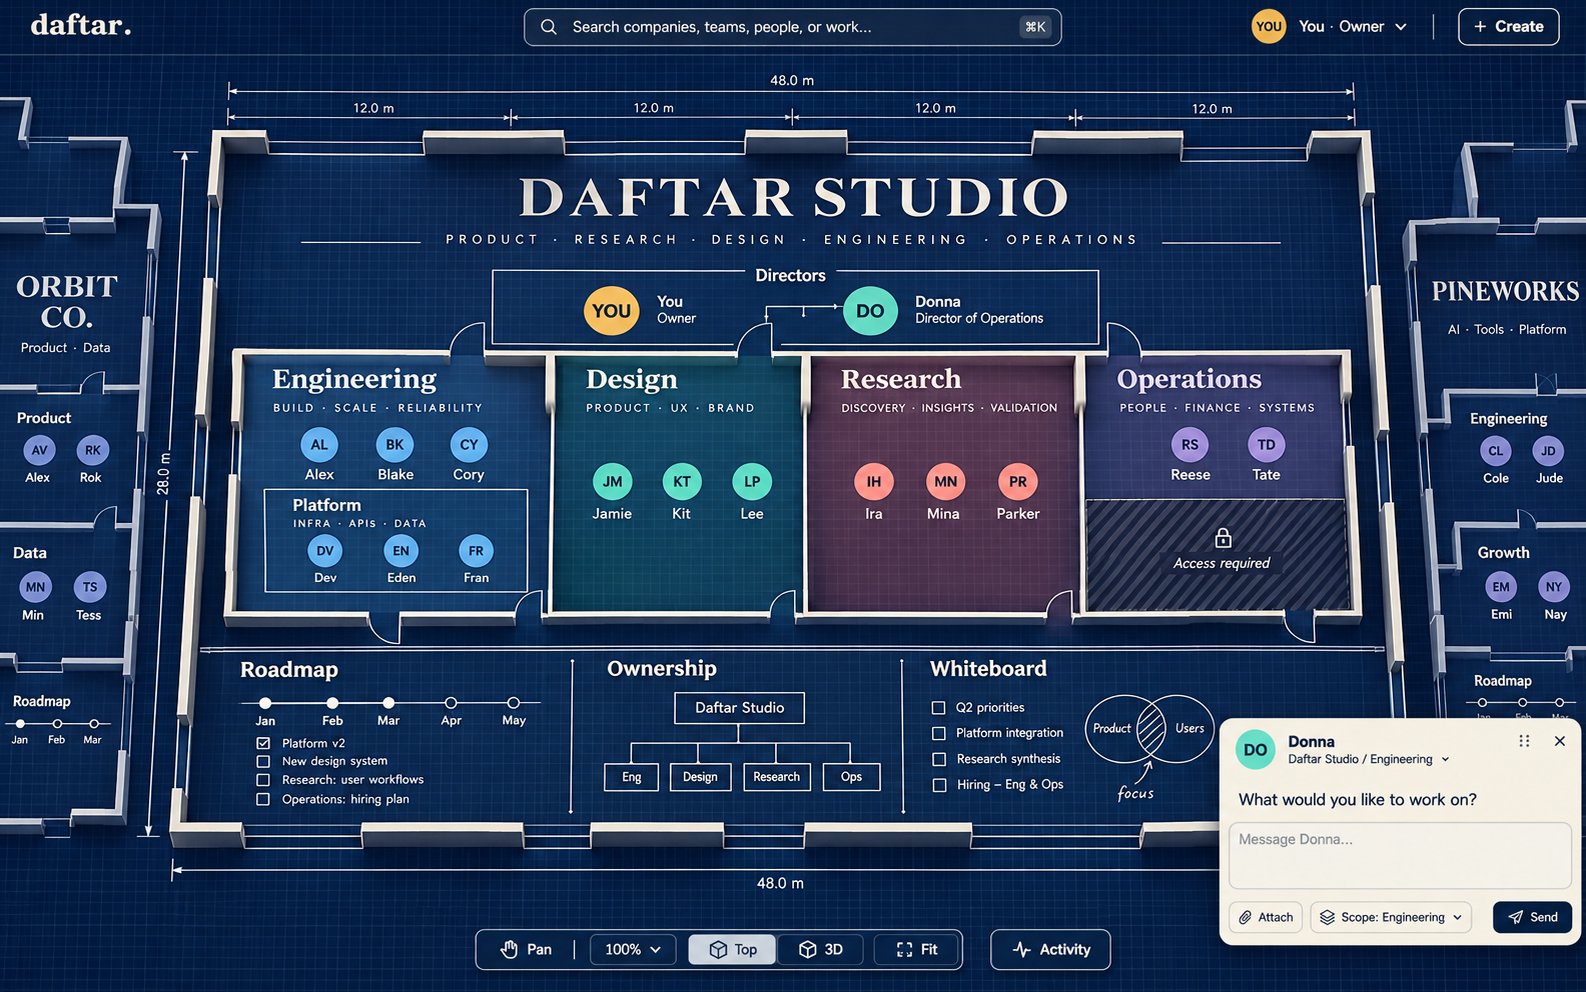 daftar.
Search companies, teams, people, or work...
⌘K
YOU
You · Owner
+ Create
48.0 m
12.0 m
12.0 m
12.0 m
12.0 m
28.0 m
DAFTAR STUDIO
PRODUCT · RESEARCH · DESIGN · ENGINEERING · OPERATIONS
Directors
YOU
You
Owner
DO
Donna
Director of Operations
ORBIT
CO.
Product · Data
Product
AV
RK
Alex
Rok
Data
MN
TS
Min
Tess
Roadmap
Jan
Feb
Mar
Engineering
BUILD · SCALE · RELIABILITY
AL
BK
CY
Alex
Blake
Cory
Platform
INFRA · APIS · DATA
DV
EN
FR
Dev
Eden
Fran
Design
PRODUCT · UX · BRAND
JM
KT
LP
Jamie
Kit
Lee
Research
DISCOVERY · INSIGHTS · VALIDATION
IH
MN
PR
Ira
Mina
Parker
Operations
PEOPLE · FINANCE · SYSTEMS
RS
TD
Reese
Tate
Access required
PINEWORKS
AI · Tools · Platform
Engineering
CL
JD
Cole
Jude
Growth
EM
NY
Emi
Nay
Roadmap
Jan
Feb
Mar
Roadmap
Jan
Feb
Mar
Apr
May
Platform v2
New design system
Research: user workflows
Operations: hiring plan
Ownership
Daftar Studio
Eng
Design
Research
Ops
Whiteboard
Q2 priorities
Platform integration
Research synthesis
Hiring – Eng & Ops
Product
Users
focus
48.0 m
DO
Donna
Daftar Studio / Engineering
What would you like to work on?
Message Donna...
Attach
Scope: Engineering
Send
Pan
100%
Top
3D
Fit
Activity